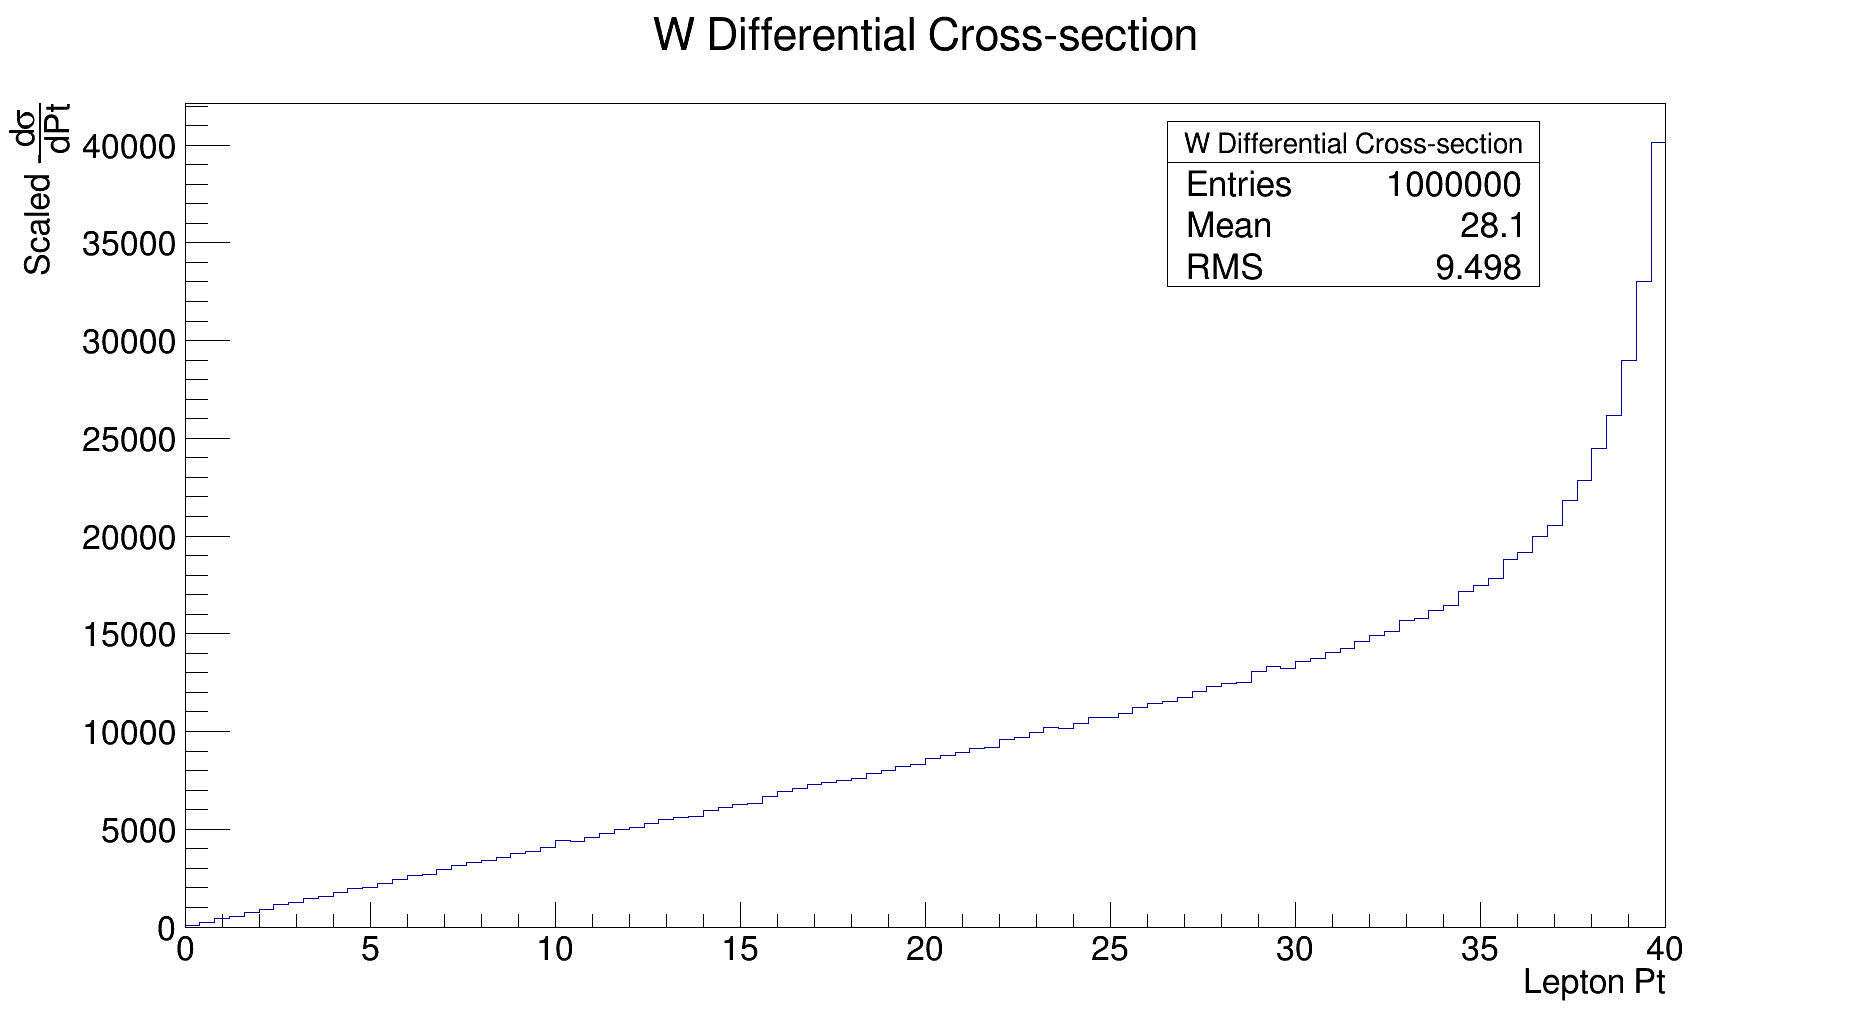 W Differential Cross-section
Scaled dσ/dPt
40000
35000
30000
25000
20000
15000
10000
5000
0
W Differential Cross-section
Entries 1000000
Mean 28.1
RMS 9.498
0 5 10 15 20 25 30 35 40
Lepton Pt